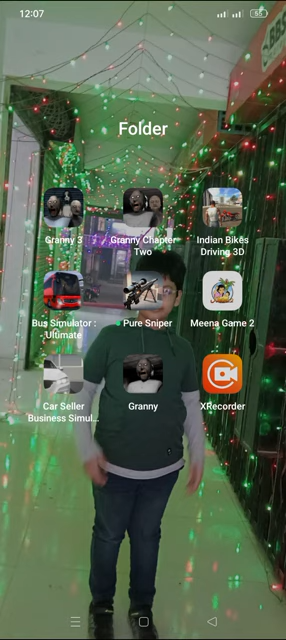 12:07
55
Folder
Granny 3
Granny Chapter
Two
Indian Bikes
Driving 3D
Bus Simulator :
Ultimate
Pure Sniper
Meena Game 2
Car Seller
Business Simul...
Granny
XRecorder